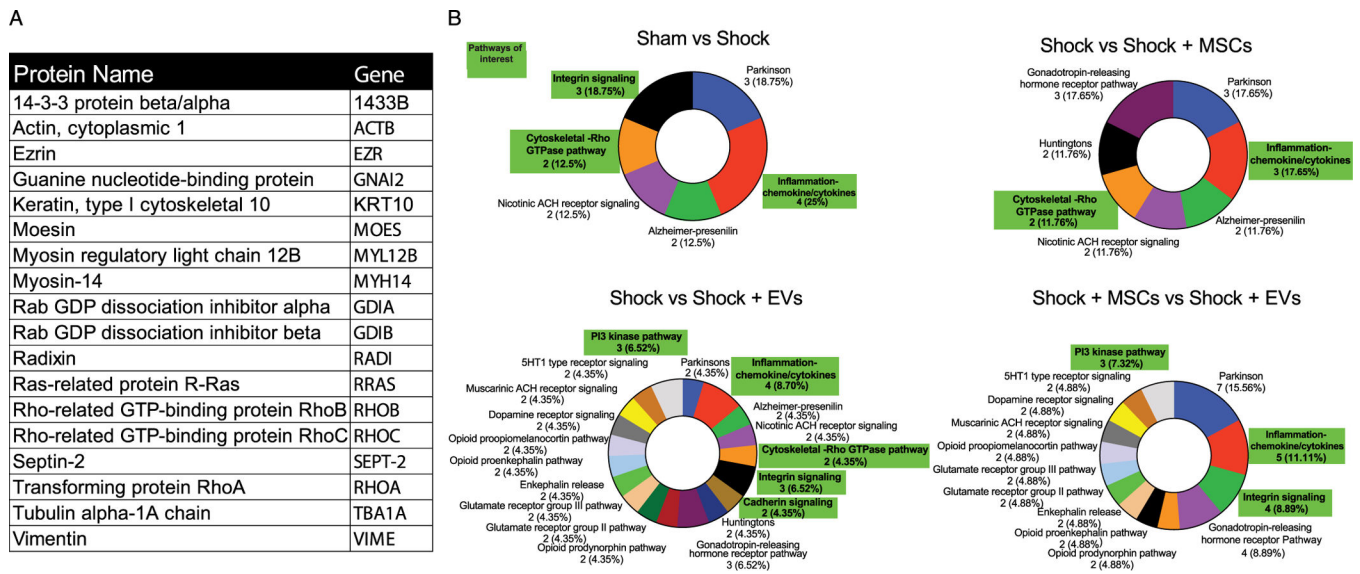 A
Protein Name Gene
14-3-3 protein beta/alpha 1433B
Actin, cytoplasmic 1 ACTB
Ezrin EZR
Guanine nucleotide-binding protein GNAI2
Keratin, type I cytoskeletal 10 KRT10
Moesin MOES
Myosin regulatory light chain 12B MYL12B
Myosin-14 MYH14
Rab GDP dissociation inhibitor alpha GDIA
Rab GDP dissociation inhibitor beta GDIB
Radixin RADI
Ras-related protein R-Ras RRAS
Rho-related GTP-binding protein RhoB RHOB
Rho-related GTP-binding protein RhoC RHOC
Septin-2 SEPT-2
Transforming protein RhoA RHOA
Tubulin alpha-1A chain TBA1A
Vimentin VIME
B
Pathways of
interest
Sham vs Shock
Parkinson
3 (18.75%)
Inflammation-
chemokine/cytokines
4 (25%)
Alzheimer-presenilin
2 (12.5%)
Nicotinic ACH receptor signaling
2 (12.5%)
Cytoskeletal -Rho
GTPase pathway
2 (12.5%)
Integrin signaling
3 (18.75%)
Shock vs Shock + MSCs
Parkinson
3 (17.65%)
Inflammation-
chemokine/cytokines
3 (17.65%)
Alzheimer-presenilin
2 (11.76%)
Nicotinic ACH receptor signaling
2 (11.76%)
Cytoskeletal -Rho
GTPase pathway
2 (11.76%)
Huntingtons
2 (11.76%)
Gonadotropin-releasing
hormone receptor pathway
3 (17.65%)
Shock vs Shock + EVs
Parkinsons
2 (4.35%)
Inflammation-
chemokine/cytokines
4 (8.70%)
Alzheimer-presenilin
2 (4.35%)
Nicotinic ACH receptor signaling
2 (4.35%)
Cytoskeletal -Rho GTPase pathway
2 (4.35%)
Integrin signaling
3 (6.52%)
Cadherin signaling
2 (4.35%)
Huntingtons
2 (4.35%)
Gonadotropin-releasing
hormone receptor pathway
3 (6.52%)
Opioid prodynorphin pathway
2 (4.35%)
Glutamate receptor group II pathway
2 (4.35%)
Glutamate receptor group III pathway
2 (4.35%)
Enkephalin release
2 (4.35%)
Opioid proenkephalin pathway
2 (4.35%)
Opioid propiomelanocortin pathway
2 (4.35%)
Dopamine receptor signaling
2 (4.35%)
Muscarinic ACH receptor signaling
2 (4.35%)
5HT1 type receptor signaling
2 (4.35%)
PI3 kinase pathway
3 (6.52%)
Shock + MSCs vs Shock + EVs
Parkinson
7 (15.56%)
Inflammation-
chemokine/cytokines
5 (11.11%)
Integrin signaling
4 (8.89%)
Gonadotropin-releasing
hormone receptor Pathway
4 (8.89%)
Opioid prodynorphin pathway
2 (4.88%)
Opioid proenkephalin pathway
2 (4.88%)
Enkephalin release
2 (4.88%)
Glutamate receptor group II pathway
2 (4.88%)
Glutamate receptor group III pathway
2 (4.88%)
Opioid propiomelanocortin pathway
2 (4.88%)
Muscarinic ACH receptor signaling
2 (4.88%)
Dopamine receptor signaling
2 (4.88%)
5HT1 type receptor signaling
2 (4.88%)
PI3 kinase pathway
3 (7.32%)